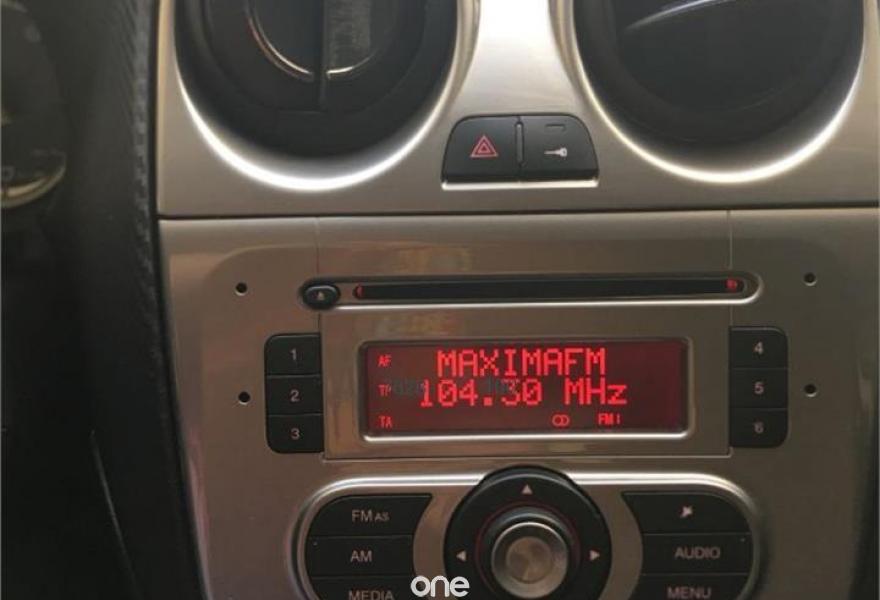 1
2
3
AF
MAXIMAFM
TP
104.30 MHz
TA
FM1
4
5
6
FM AS
AM
MEDIA
AUDIO
MENU
one